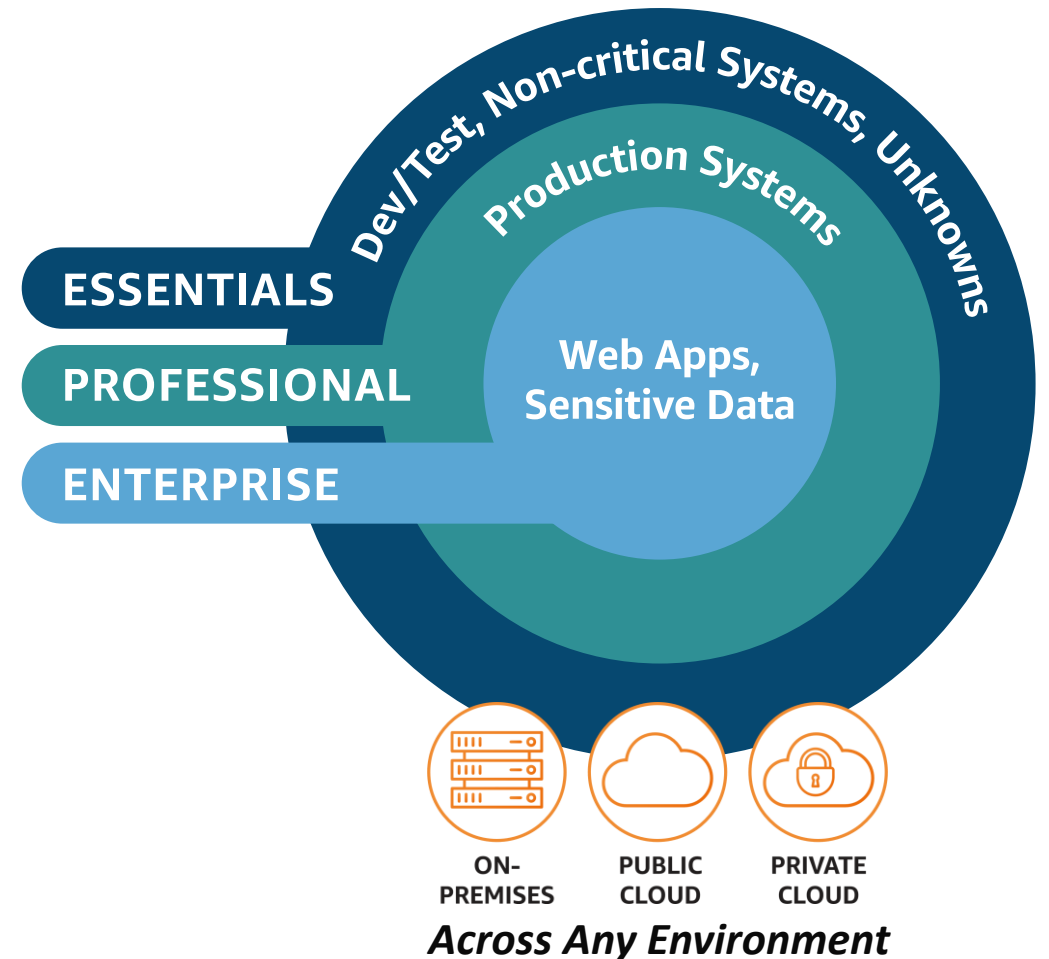 Dev/Test, Non-critical Systems, Unknowns
Production Systems
ESSENTIALS
PROFESSIONAL
ENTERPRISE
Web Apps,
Sensitive Data
ON-
PREMISES
PUBLIC
CLOUD
PRIVATE
CLOUD
Across Any Environment